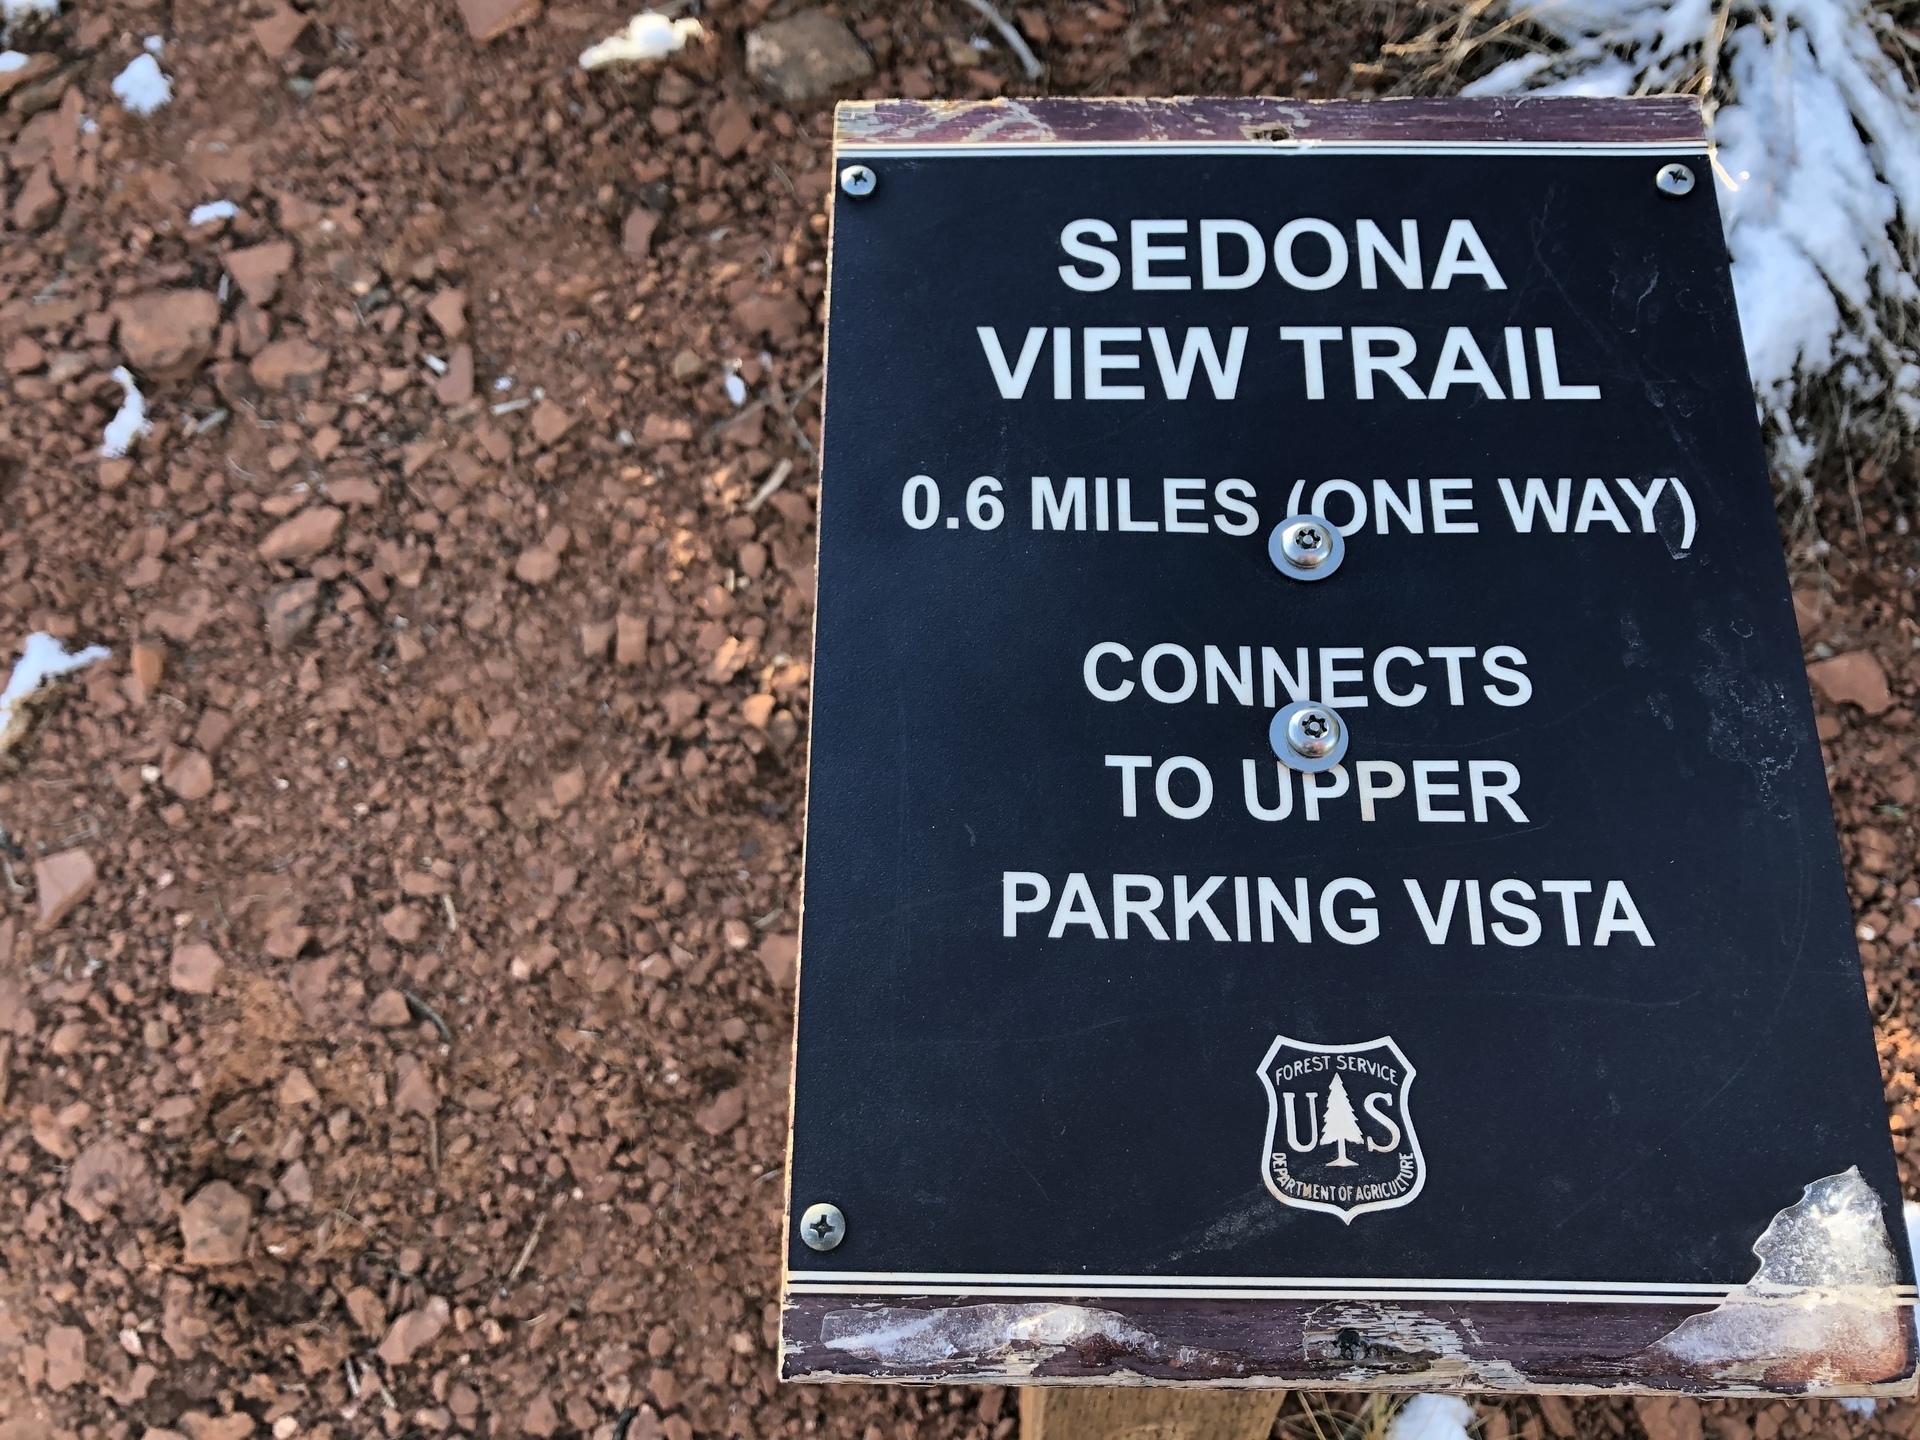 SEDONA
VIEW TRAIL
0.6 MILES (ONE WAY)
CONNECTS
TO UPPER
PARKING VISTA
FOREST SERVICE
U S
DEPARTMENT OF AGRICULTURE